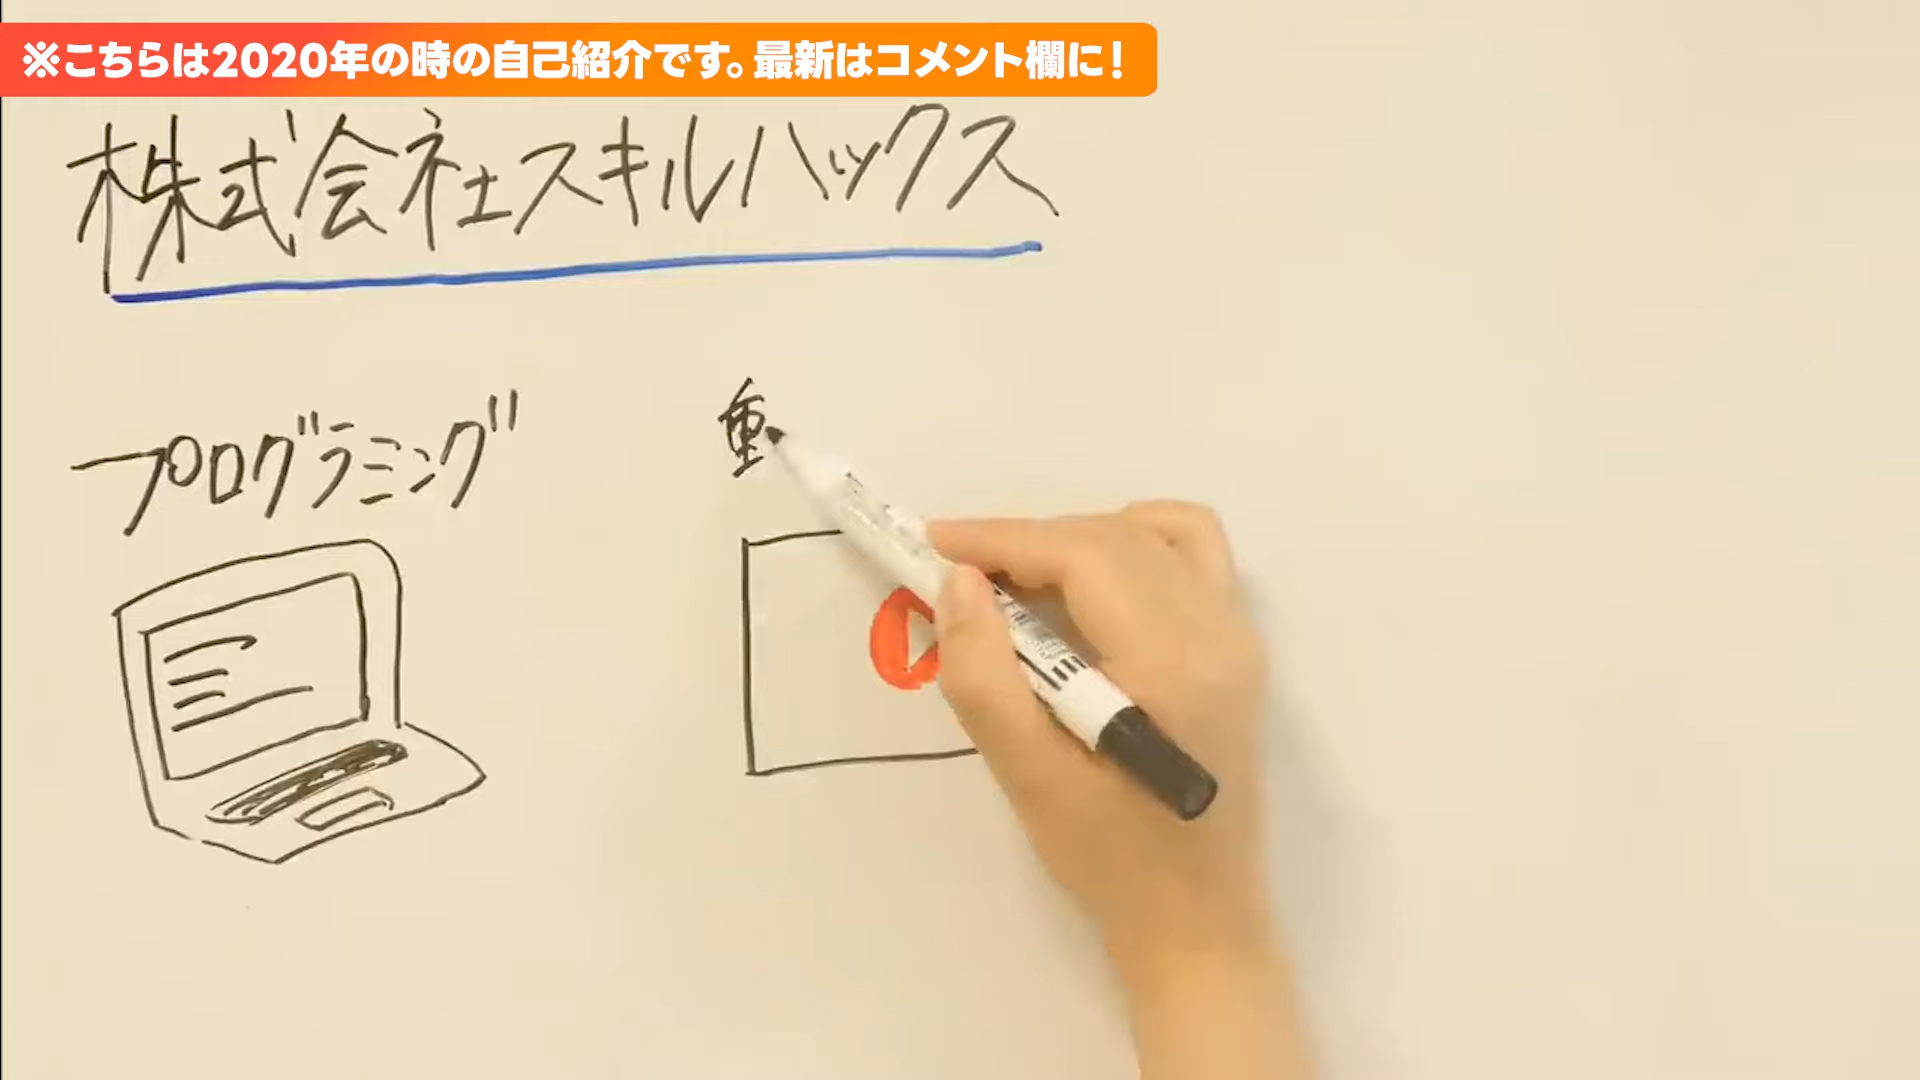 ※こちらは2020年の時の自己紹介です。最新はコメント欄に!
株式会社スキルハックス
プログラミング
重